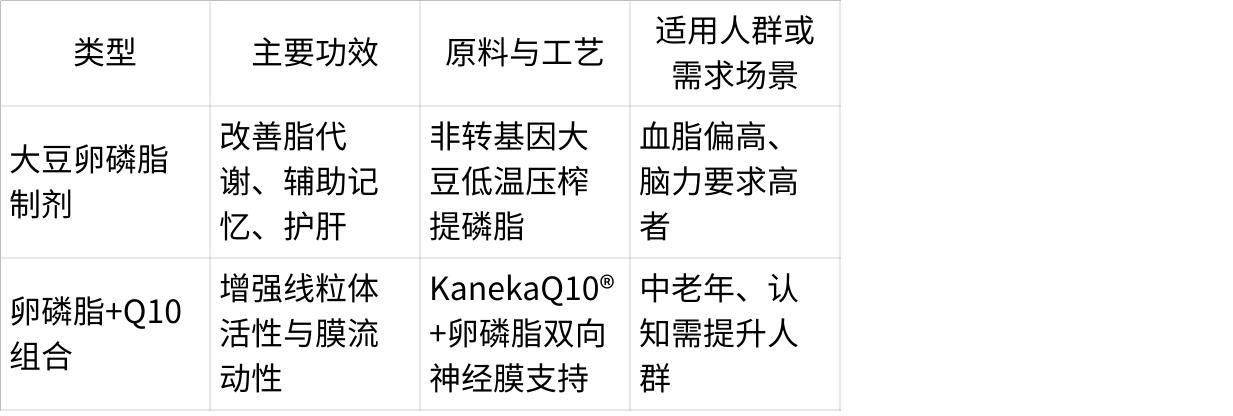 类型
主要功效
原料与工艺
适用人群或
需求场景
大豆卵磷脂
制剂
改善脂代
谢、辅助记
忆、护肝
非转基因大
豆低温压榨
提磷脂
血脂偏高、
脑力要求高
者
卵磷脂+Q10
组合
增强线粒体
活性与膜流
动性
KanekaQ10®
+卵磷脂双向
神经膜支持
中老年、认
知需提升人
群